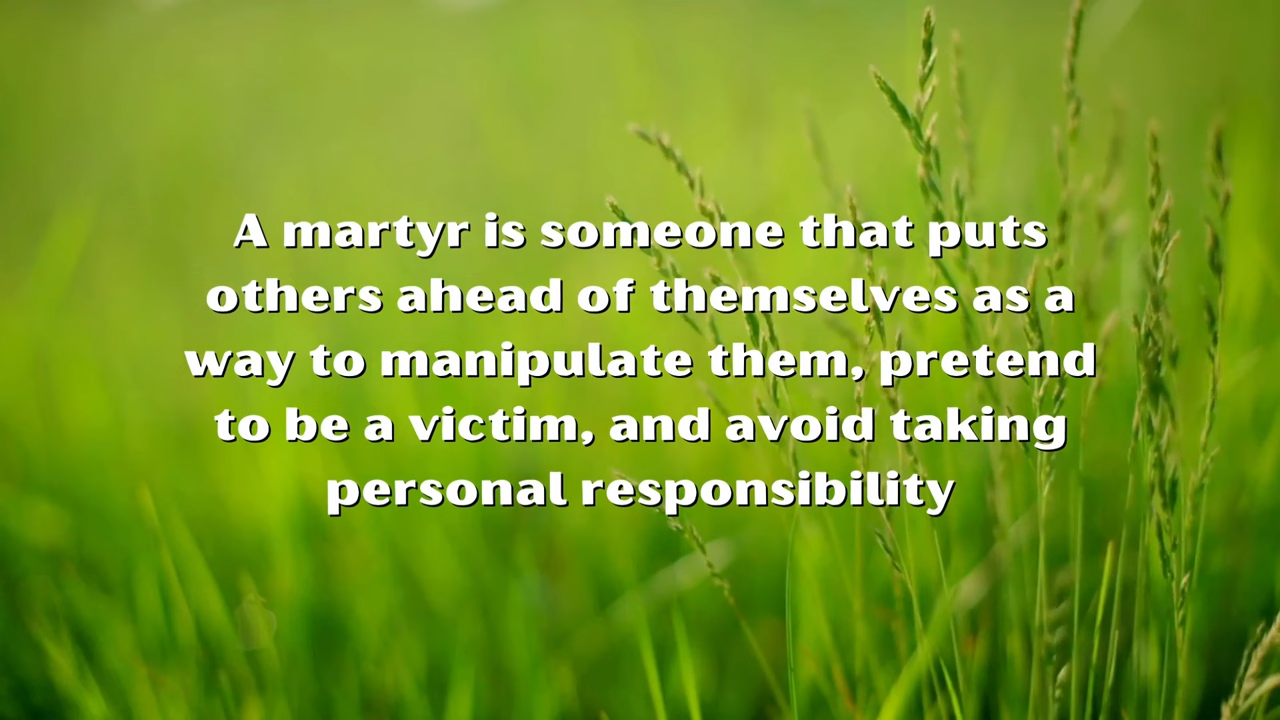 A martyr is someone that puts
others ahead of themselves as a
way to manipulate them, pretend
to be a victim, and avoid taking
personal responsibility